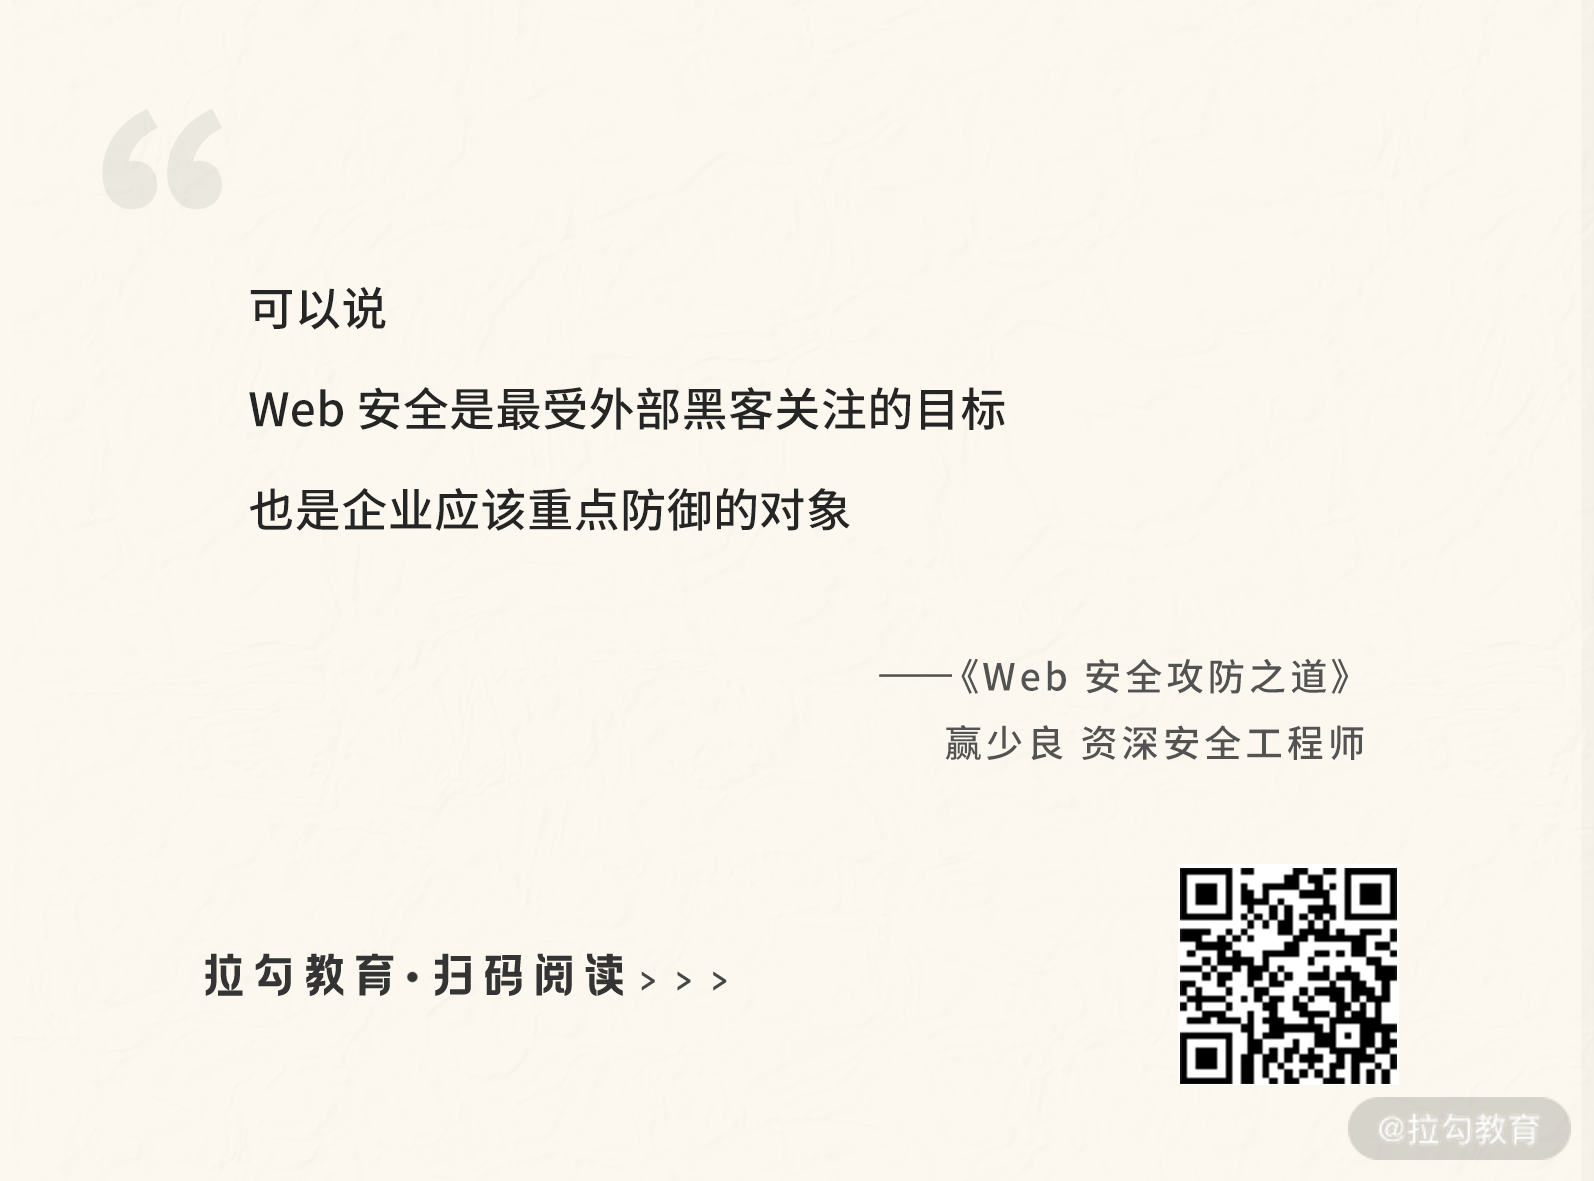 “
可以说
Web 安全是最受外部黑客关注的目标
也是企业应该重点防御的对象
——《Web 安全攻防之道》
赢少良 资深安全工程师
拉勾教育·扫码阅读>>>
@拉勾教育